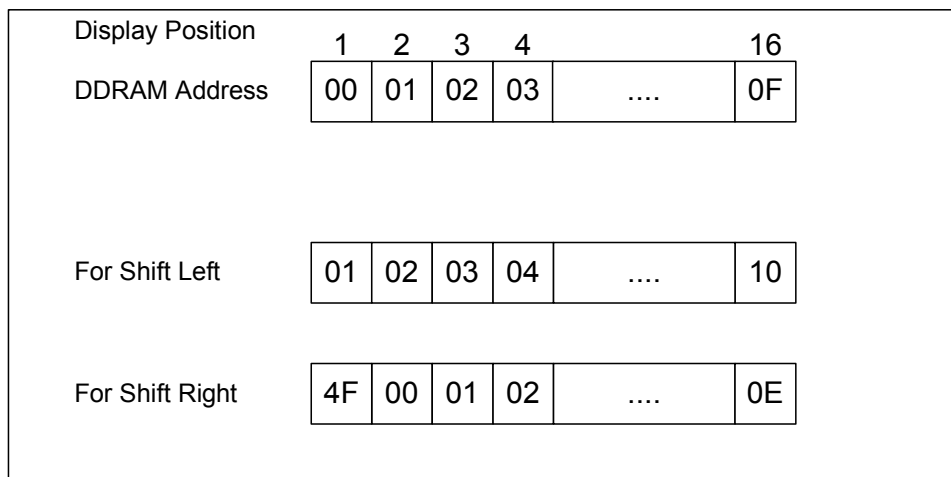 Display Position 1 2 3 4 16
DDRAM Address 00 01 02 03 .... 0F
For Shift Left 01 02 03 04 .... 10
For Shift Right 4F 00 01 02 .... 0E